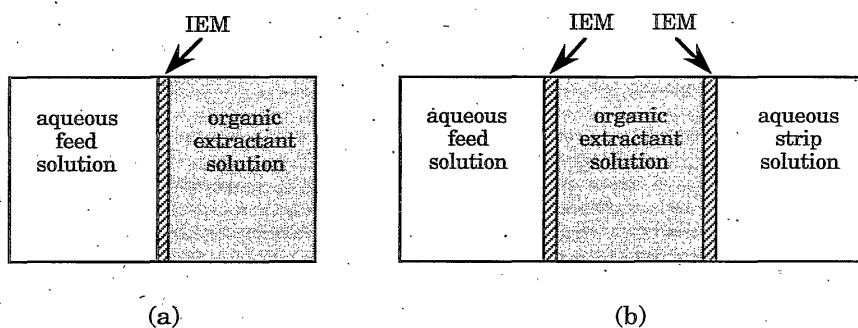 IEM
aqueous
feed
solution
organic
extractant
solution
(a)
IEM IEM
aqueous
feed
solution
organic
extractant
solution
aqueous
strip
solution
(b)